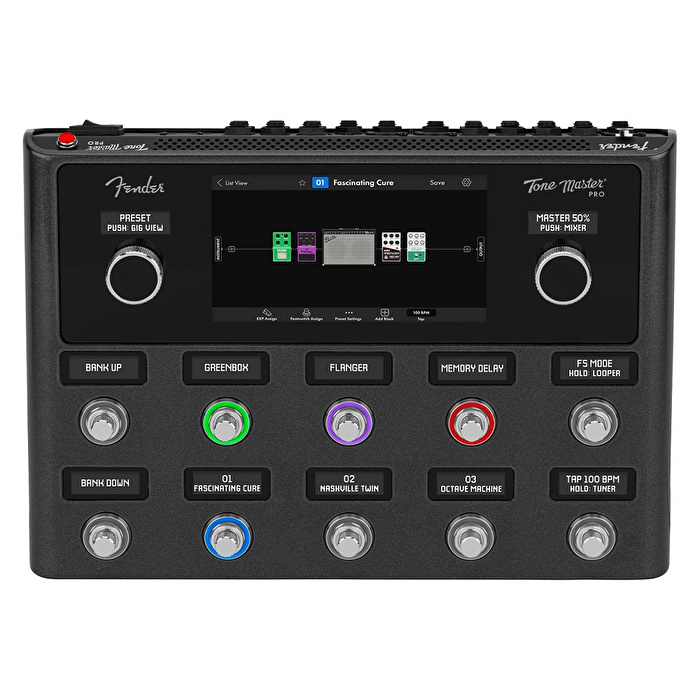 Tone Master
PRO
Fender
Fender
List View
01 Fascinating Cure
Save
Tone Master
PRO
PRESET
PUSH: GIG VIEW
MASTER 50%
PUSH: MIXER
EXP Assign
Footswitch Assign
Preset Settings
Add Block
100 BPM
Tap
BANK UP
GREENBOX
FLANGER
MEMORY DELAY
FS MODE
HOLD: LOOPER
BANK DOWN
01
FASCINATING CURE
02
NASHVILLE TWIN
03
OCTAVE MACHINE
TAP 100 BPM
HOLD: TUNER